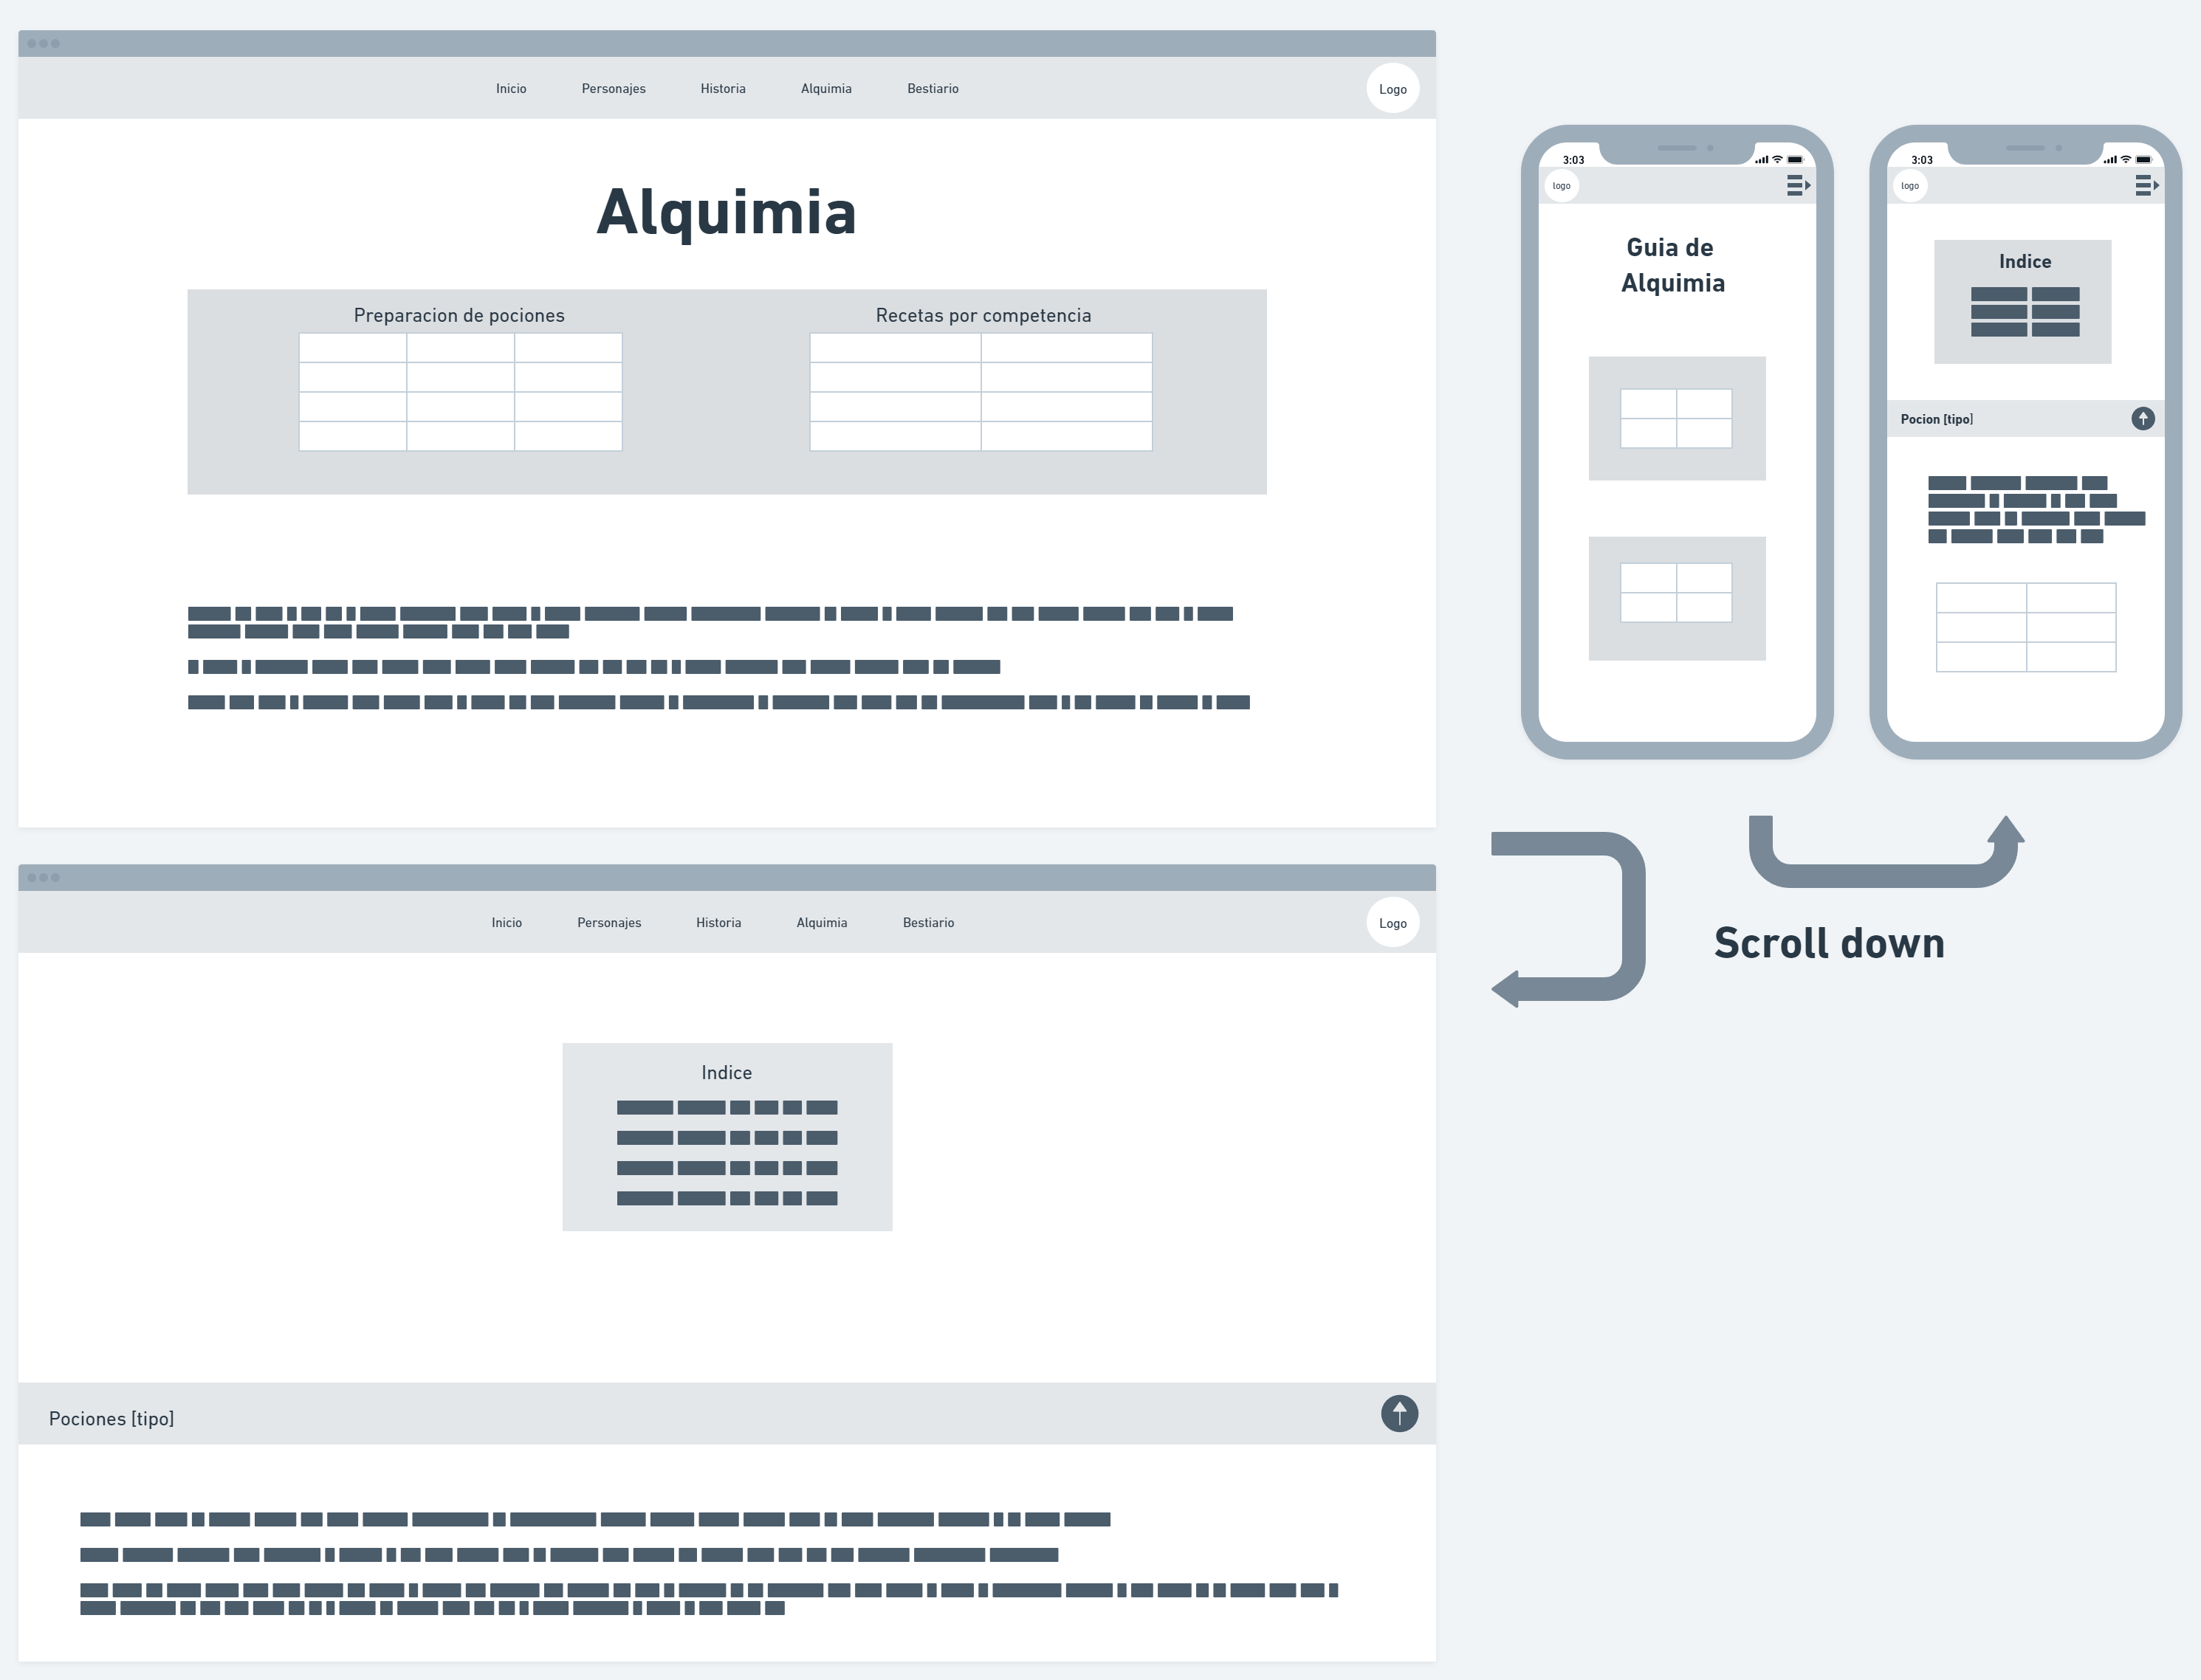 Inicio Personajes Historia Alquimia Bestiario Logo
Alquimia
Preparacion de pociones Recetas por competencia
Inicio Personajes Historia Alquimia Bestiario Logo
Indice
Pociones [tipo]
3:03
logo
Guia de
Alquimia
3:03
logo
Indice
Pocion [tipo]
Scroll down